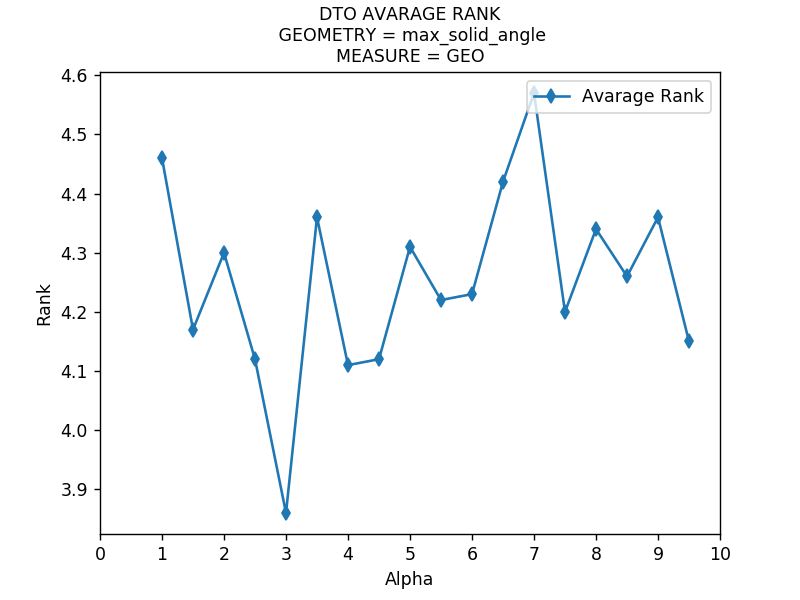 DTO AVARAGE RANK
GEOMETRY = max_solid_angle
MEASURE = GEO
Avarage Rank
4.6
4.5
4.4
4.3
4.2
4.1
4.0
3.9
Rank
0 1 2 3 4 5 6 7 8 9 10
Alpha